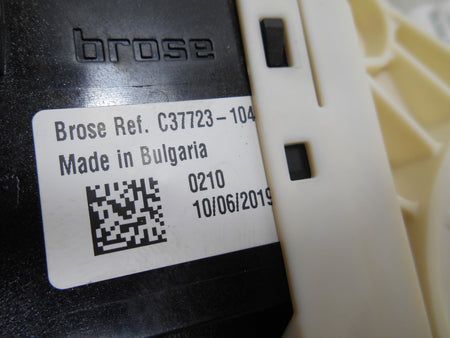 brose
Brose Ref. C37723-104
Made in Bulgaria
0210
10/06/2019